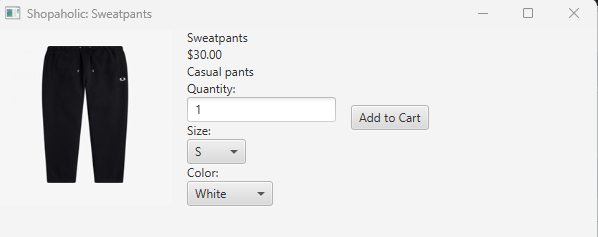 Shopaholic: Sweatpants
Sweatpants
$30.00
Casual pants
Quantity:
1
Add to Cart
Size:
S
Color:
White